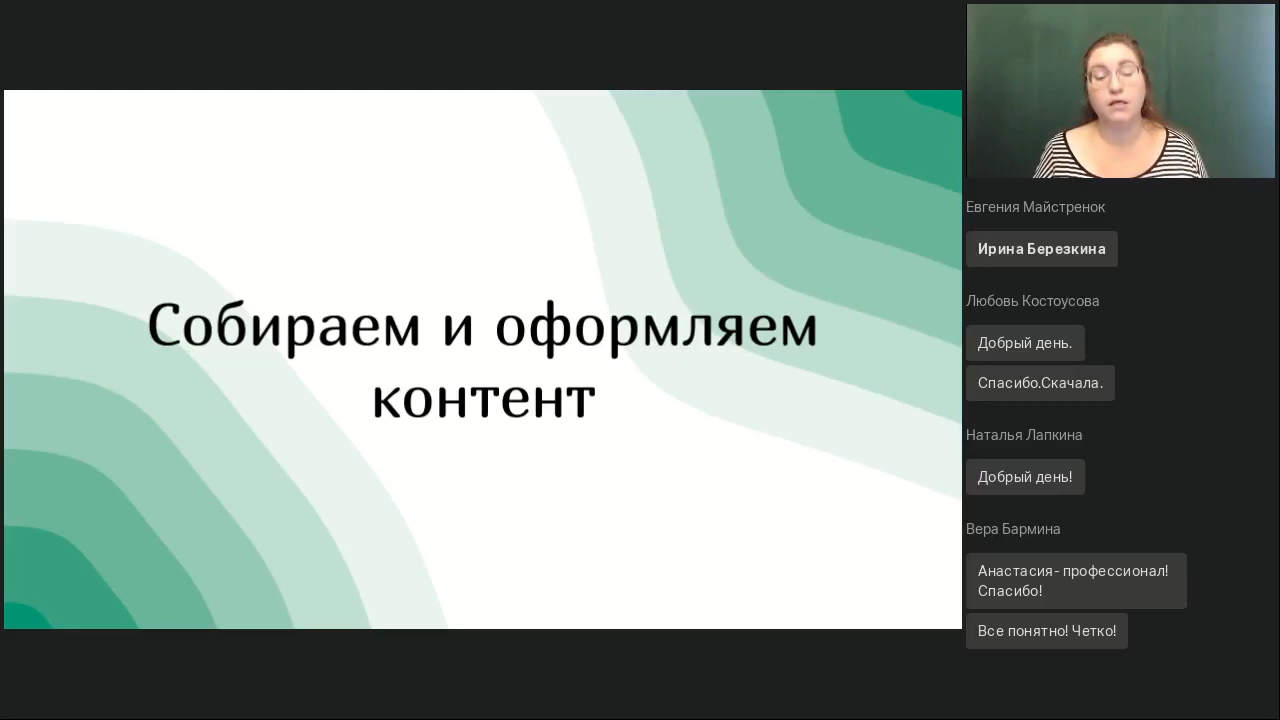 Собираем и оформляем
контент
Евгения Майстренок
Ирина Березкина
Любовь Костоусова
Добрый день.
Спасибо.Скачала.
Наталья Лапкина
Добрый день!
Вера Бармина
Анастасия- профессионал!
Спасибо!
Все понятно! Четко!